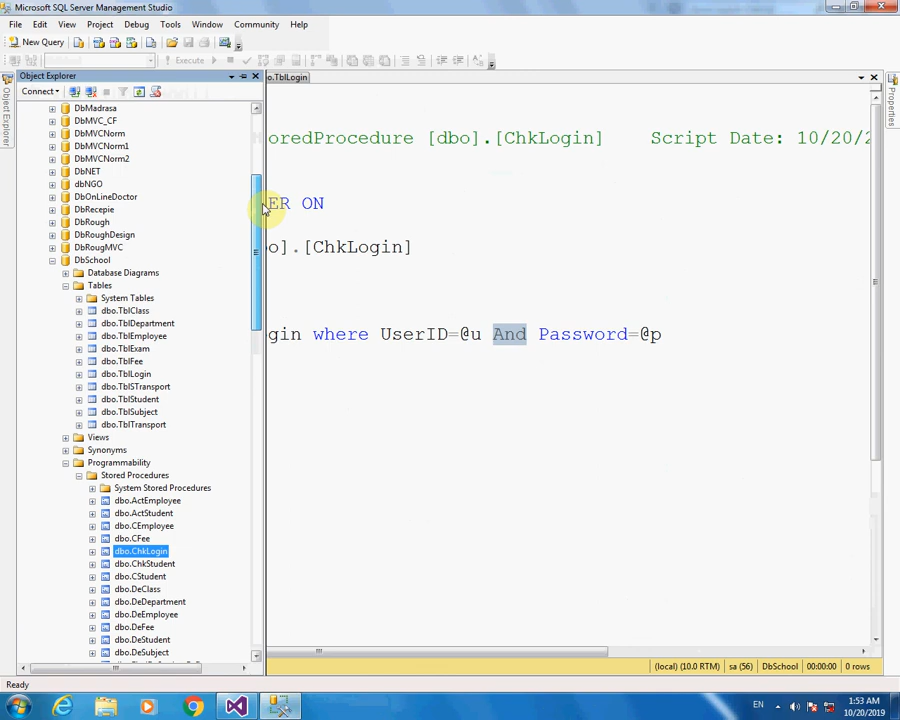 Microsoft SQL Server Management Studio
File Edit View Project Debug Tools Window Community Help
New Query
Execute
Object Explorer
o.TblLogin
Connect
Object Explorer
Properties
DbMadrasa
DbMVC_CF
DbMVCNorm
DbMVCNorm1
DbMVCNorm2
DbNET
dbNGO
DbOnLineDoctor
DbRecepie
DbRough
DbRoughDesign
DbRougMVC
DbSchool
Database Diagrams
Tables
System Tables
dbo.TblClass
dbo.TblDepartment
dbo.TblEmployee
dbo.TblExam
dbo.TblFee
dbo.TblLogin
dbo.TblSTransport
dbo.TblStudent
dbo.TblSubject
dbo.TblTransport
Views
Synonyms
Programmability
Stored Procedures
System Stored Procedures
dbo.ActEmployee
dbo.ActStudent
dbo.CEmployee
dbo.CFee
dbo.ChkLogin
dbo.ChkStudent
dbo.CStudent
dbo.DeClass
dbo.DeDepartment
dbo.DeEmployee
dbo.DeFee
dbo.DeStudent
dbo.DeSubject
oredProcedure [dbo].[ChkLogin] Script Date: 10/20/2
ER ON
o].[ChkLogin]
gin where UserID=@u And Password=@p
(local) (10.0 RTM) sa (56) DbSchool 00:00:00 0 rows
Ready
EN
1:53 AM
10/20/2019